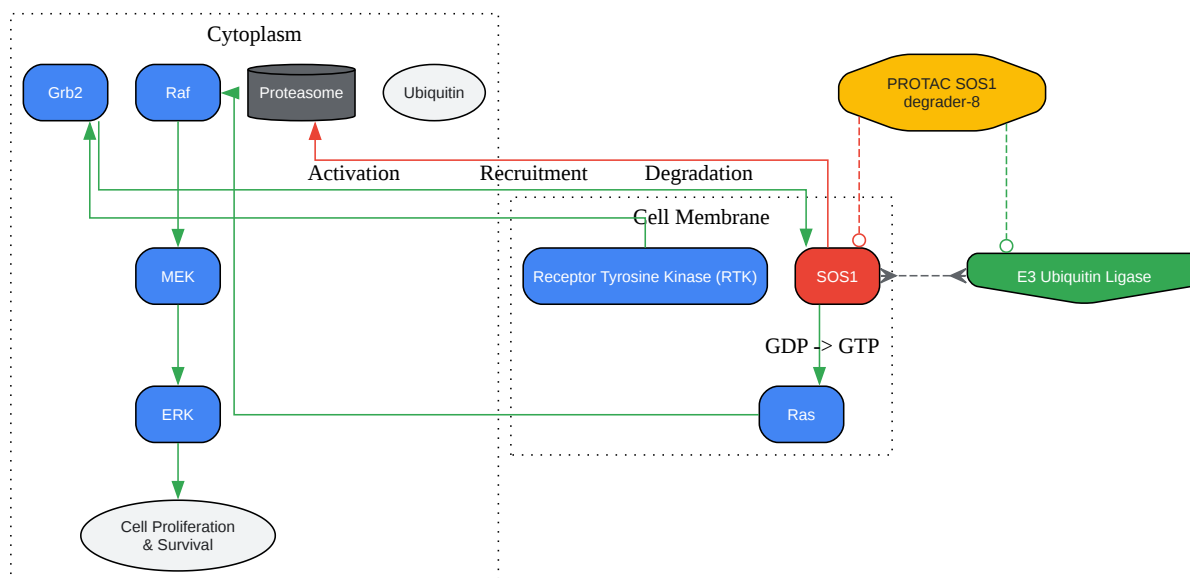 Cytoplasm
Grb2
Raf
Proteasome
Ubiquitin
PROTAC SOS1
degrader-8
Activation
Recruitment
Degradation
Cell Membrane
MEK
Receptor Tyrosine Kinase (RTK)
SOS1
E3 Ubiquitin Ligase
GDP -> GTP
ERK
Ras
Cell Proliferation
& Survival